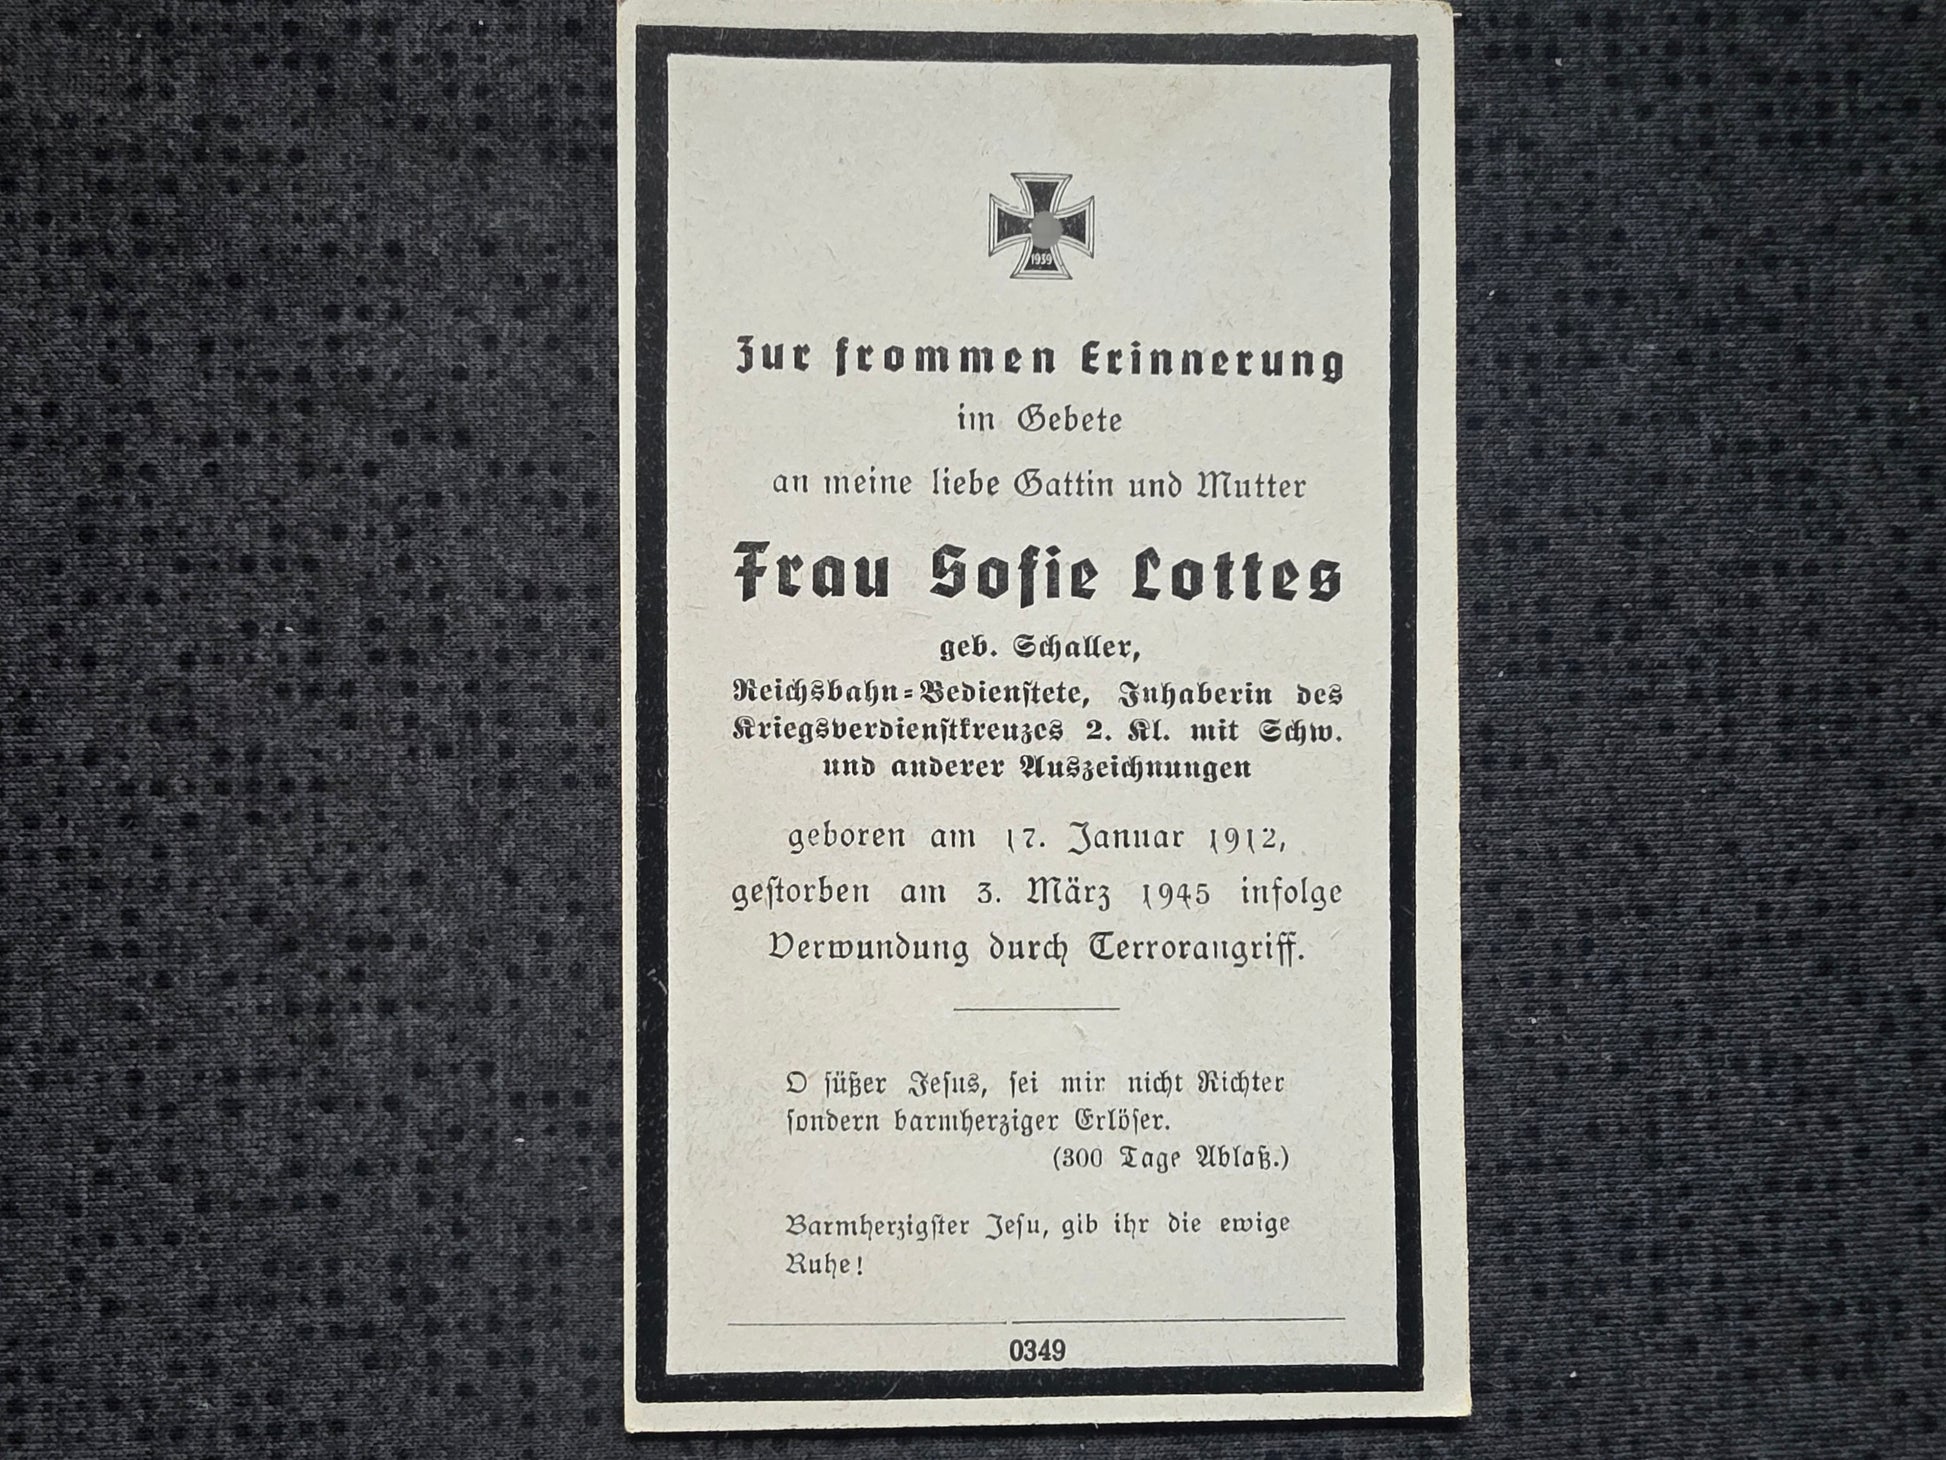 1939
Zur frommen Erinnerung
im Gebete
an meine liebe Gattin und Mutter
Frau Sofie Lottes
geb. Schaller,
Reichsbahn-Bedienstete, Inhaberin des
Kriegsverdienstkreuzes 2. Kl. mit Schw.
und anderer Auszeichnungen
geboren am 17. Januar 1912,
gestorben am 3. März 1945 infolge
Verwundung durch Terrorangriff.
O süßer Jesus, sei mir nicht Richter
sondern barmherziger Erlöser.
(300 Tage Ablaß.)
Barmherzigster Jesu, gib ihr die ewige
Ruhe!
0349